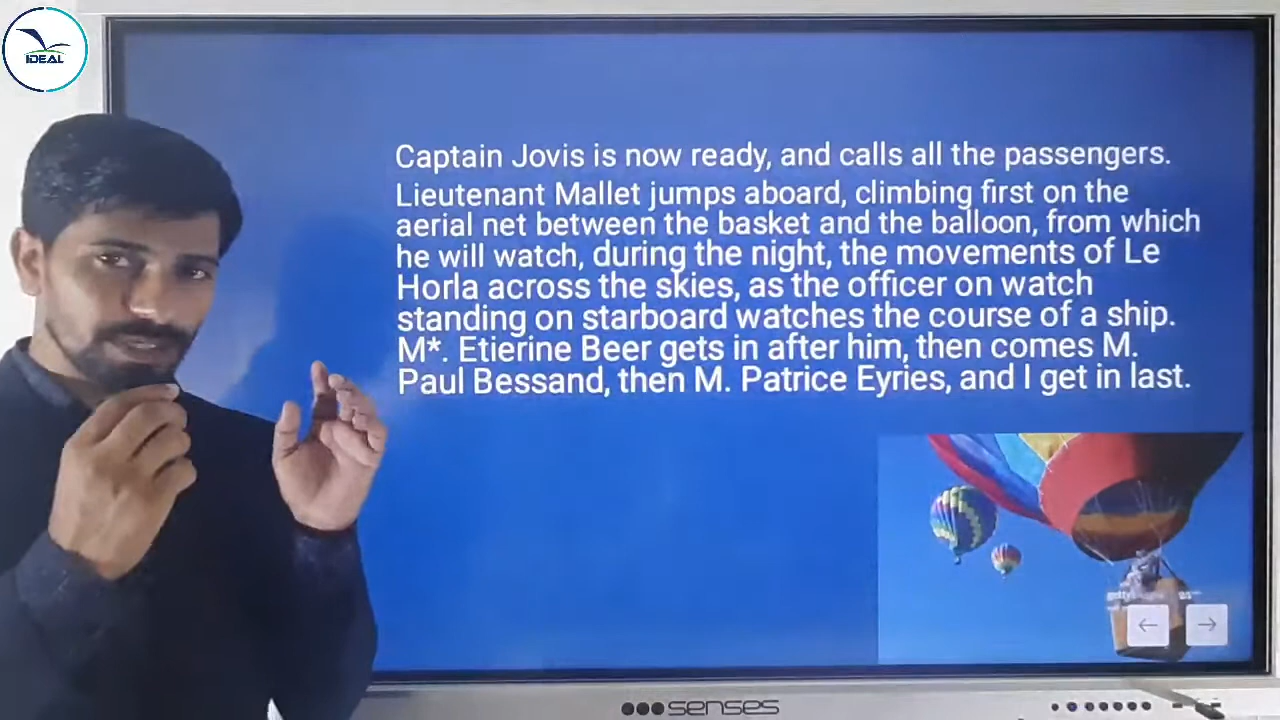 IDEAL
Captain Jovis is now ready, and calls all the passengers.
Lieutenant Mallet jumps aboard, climbing first on the
aerial net between the basket and the balloon, from which
he will watch, during the night, the movements of Le
Horla across the skies, as the officer on watch
standing on starboard watches the course of a ship.
M*. Etierine Beer gets in after him, then comes M.
Paul Bessand, then M. Patrice Eyries, and I get in last.
senses